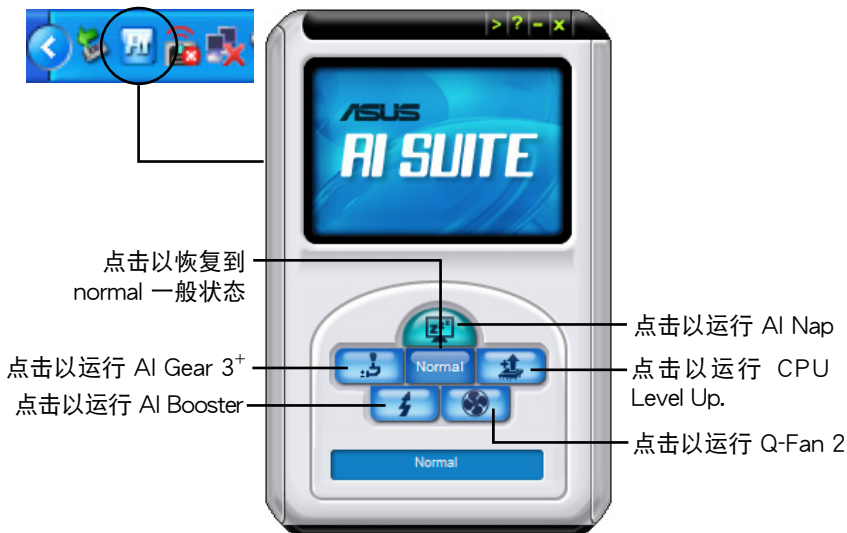 Ai
> ? - x
ASUS
AI SUITE
点击以恢复到
normal 一般状态
zzz
点击以运行 AI Nap
点击以运行 AI Gear 3⁺
Normal
点击以运行 CPU
Level Up.
点击以运行 AI Booster
点击以运行 Q-Fan 2
Normal